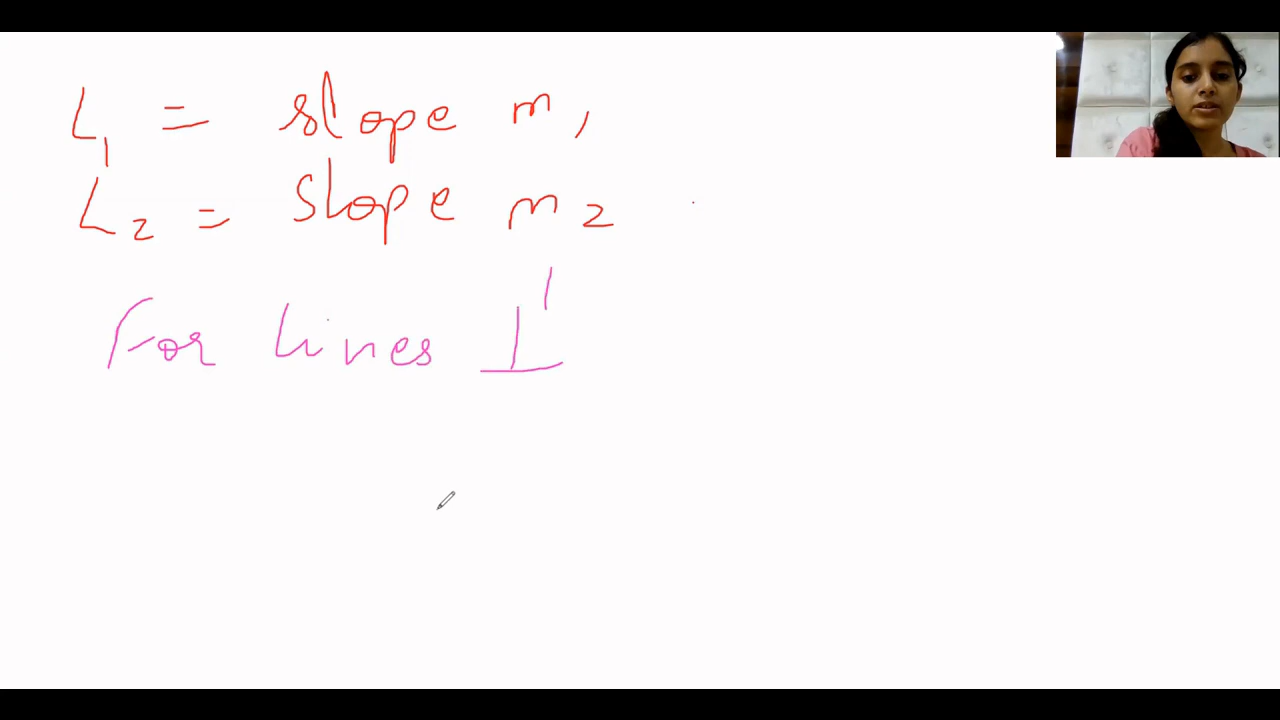 L₁ = slope m₁
L₂ = slope m₂
For lines ⊥'